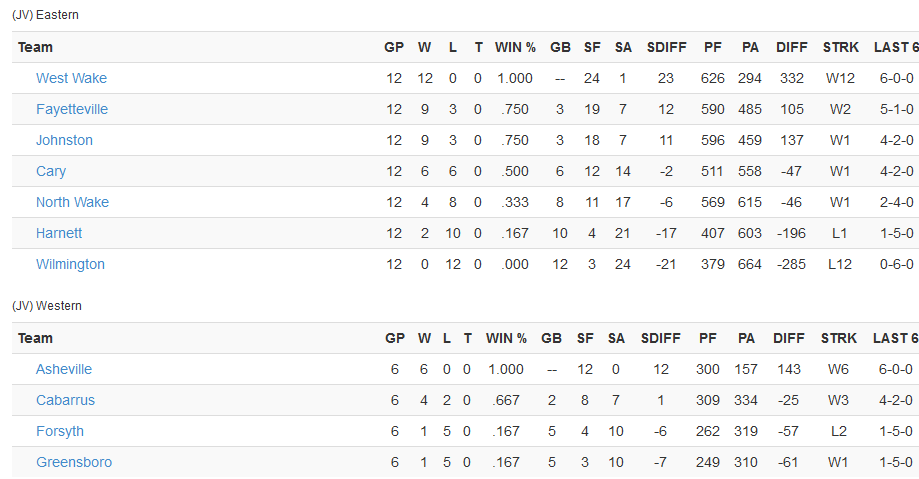 (JV) Eastern
Team GP W L T WIN % GB SF SA SDIFF PF PA DIFF STRK LAST 6
West Wake 12 12 0 0 1.000 -- 24 1 23 626 294 332 W12 6-0-0
Fayetteville 12 9 3 0 .750 3 19 7 12 590 485 105 W2 5-1-0
Johnston 12 9 3 0 .750 3 18 7 11 596 459 137 W1 4-2-0
Cary 12 6 6 0 .500 6 12 14 -2 511 558 -47 W1 4-2-0
North Wake 12 4 8 0 .333 8 11 17 -6 569 615 -46 W1 2-4-0
Harnett 12 2 10 0 .167 10 4 21 -17 407 603 -196 L1 1-5-0
Wilmington 12 0 12 0 .000 12 3 24 -21 379 664 -285 L12 0-6-0
(JV) Western
Team GP W L T WIN % GB SF SA SDIFF PF PA DIFF STRK LAST 6
Asheville 6 6 0 0 1.000 -- 12 0 12 300 157 143 W6 6-0-0
Cabarrus 6 4 2 0 .667 2 8 7 1 309 334 -25 W3 4-2-0
Forsyth 6 1 5 0 .167 5 4 10 -6 262 319 -57 L2 1-5-0
Greensboro 6 1 5 0 .167 5 3 10 -7 249 310 -61 W1 1-5-0